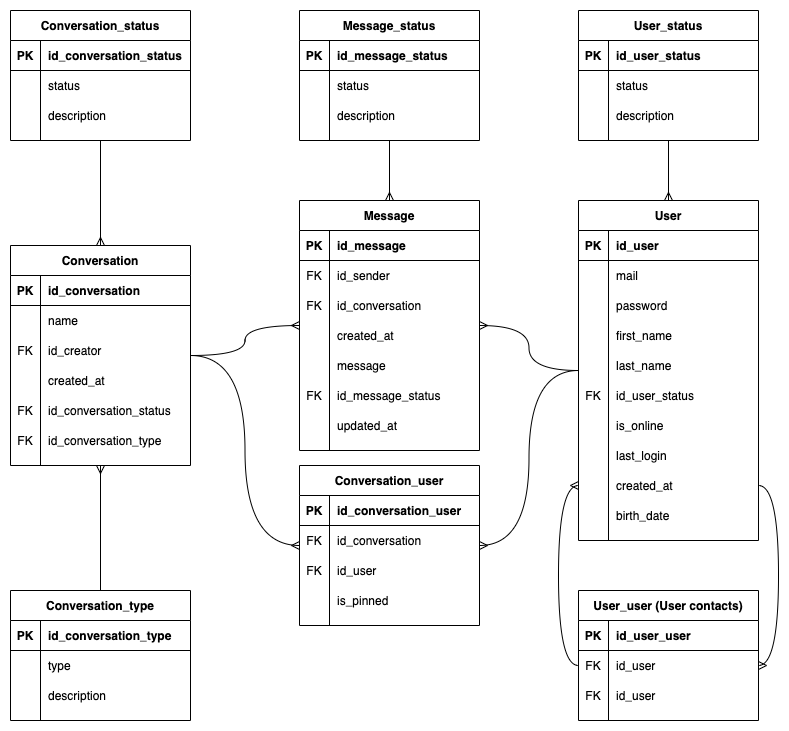 Conversation_status
PK id_conversation_status
status
description
Message_status
PK id_message_status
status
description
User_status
PK id_user_status
status
description
Conversation
PK id_conversation
name
FK id_creator
created_at
FK id_conversation_status
FK id_conversation_type
Message
PK id_message
FK id_sender
FK id_conversation
created_at
message
FK id_message_status
updated_at
User
PK id_user
mail
password
first_name
last_name
FK id_user_status
is_online
last_login
created_at
birth_date
Conversation_type
PK id_conversation_type
type
description
Conversation_user
PK id_conversation_user
FK id_conversation
FK id_user
is_pinned
User_user (User contacts)
PK id_user_user
FK id_user
FK id_user